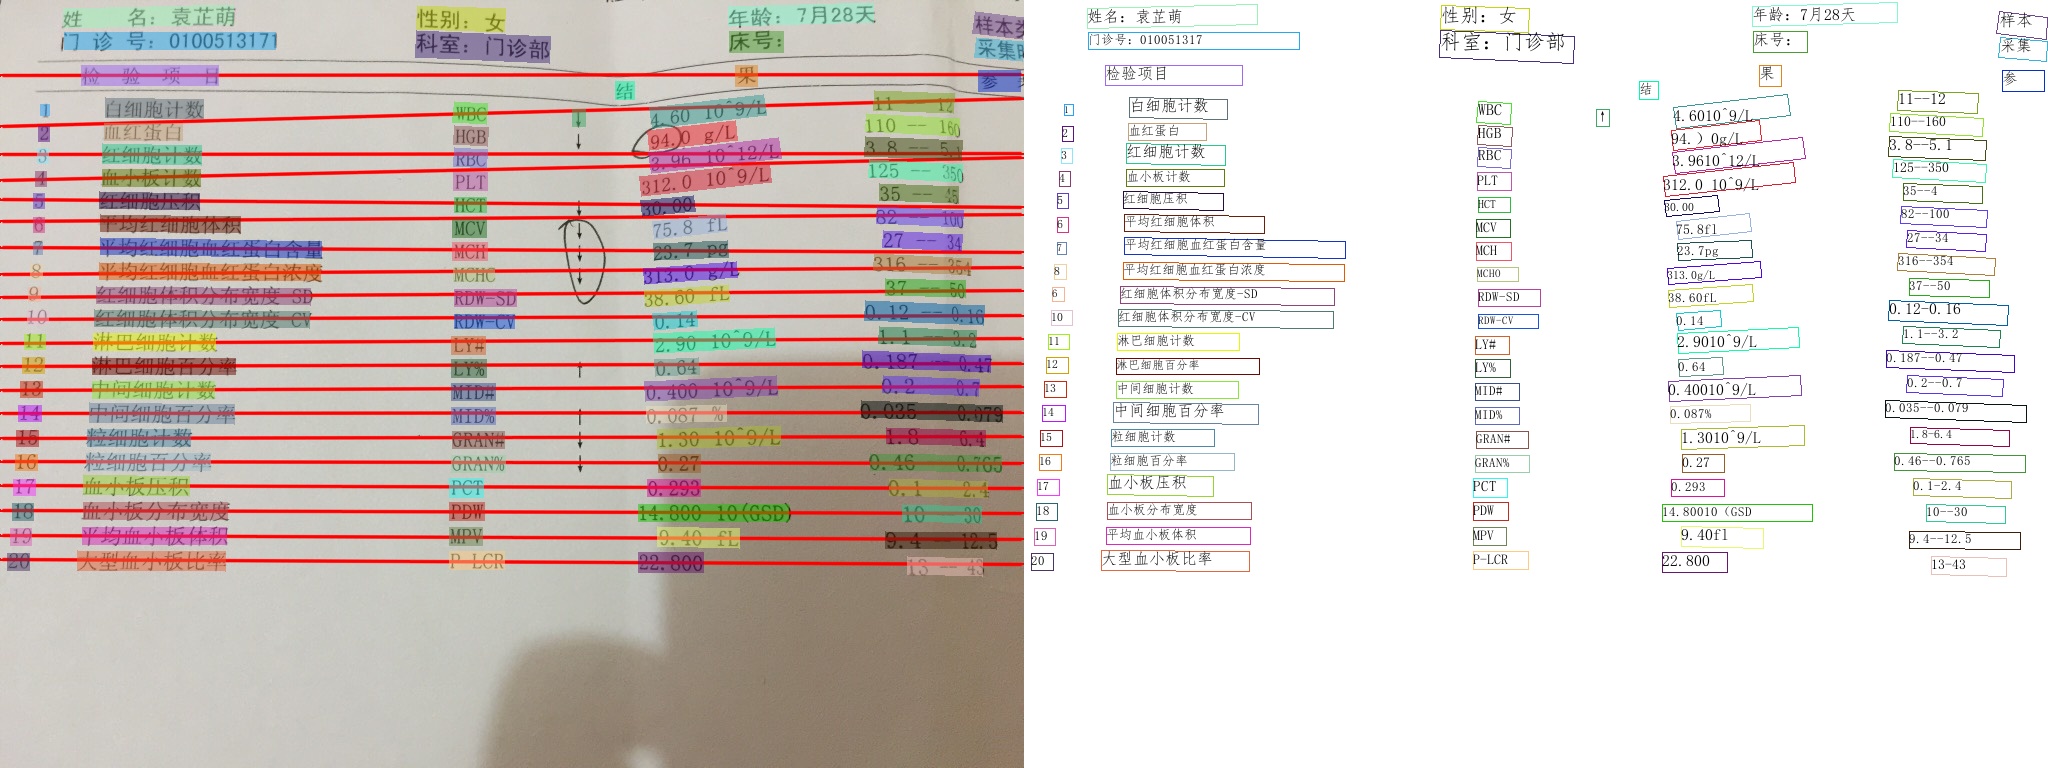 姓 名：袁芷萌 性别：女 年龄：7月28天 样本
门 诊 号：0100513171 科室：门诊部 床号： 采集
检 验 项 目 结 果 参
1 白细胞计数 WBC ↓ 4.60 10^9/L 11 12
2 血红蛋白 HGB ↓ 94.0 g/L 110 -- 160
3 红细胞计数 RBC 3.96 10^12/L 3.8 -- 5.1
4 血小板计数 PLT 312.0 10^9/L 125 -- 350
5 红细胞压积 HCT ↓ 30.00 35 -- 45
6 平均红细胞体积 MCV ↓ 75.8 fL 82 -- 100
7 平均红细胞血红蛋白含量 MCH ↓ 23.7 pg 27 -- 34
8 平均红细胞血红蛋白浓度 MCHC ↓ 313.0 g/L 316 -- 354
9 红细胞体积分布宽度-SD RDW-SD 38.60 fL 37 -- 50
10 红细胞体积分布宽度-CV RDW-CV 0.14 0.12 -- 0.16
11 淋巴细胞计数 LY# 2.90 10^9/L 1.1 -- 3.2
12 淋巴细胞百分率 LY% ↑ 0.64 0.187 -- 0.47
13 中间细胞计数 MID# 0.400 10^9/L 0.2 -- 0.7
14 中间细胞百分率 MID% ↑ 0.087 % 0.035 0.079
15 粒细胞计数 GRAN# ↓ 1.30 10^9/L 1.8 6.4
16 粒细胞百分率 GRAN% ↓ 0.27 0.46 -- 0.765
17 血小板压积 PCT 0.293 0.1 2.4
18 血小板分布宽度 PDW 14.800 10(GSD) 10 30
19 平均血小板体积 MPV 9.40 fL 9.4 -- 12.5
20 大型血小板比率 P-LCR 22.800 13 -- 43
姓名：袁芷萌 性别：女 年龄：7月28天 样本
门诊号：010051317 科室：门诊部 床号： 采集
检验项目 结 果 参
1 白细胞计数 WBC ↑ 4.6010^9/L 11--12
2 血红蛋白 HGB 94.）0g/L 110--160
3 红细胞计数 RBC 3.9610^12/L 3.8--5.1
4 血小板计数 PLT 312.0 10^9/L 125--350
5 红细胞压积 HCT 30.00 35--4
6 平均红细胞体积 MCV 75.8fl 82--100
7 平均红细胞血红蛋白含量 MCH 23.7pg 27--34
8 平均红细胞血红蛋白浓度 MCHO 313.0g/L 316--354
6 红细胞体积分布宽度-SD RDW-SD 38.60fL 37--50
10 红细胞体积分布宽度-CV RDW-CV 0.14 0.12-0.16
11 淋巴细胞计数 LY# 2.9010^9/L 1.1--3.2
12 淋巴细胞百分率 LY% 0.64 0.187--0.47
13 中间细胞计数 MID# 0.40010^9/L 0.2--0.7
14 中间细胞百分率 MID% 0.087% 0.035--0.079
15 粒细胞计数 GRAN# 1.3010^9/L 1.8-6.4
16 粒细胞百分率 GRAN% 0.27 0.46--0.765
17 血小板压积 PCT 0.293 0.1-2.4
18 血小板分布宽度 PDW 14.80010（GSD 10--30
19 平均血小板体积 MPV 9.40fl 9.4--12.5
20 大型血小板比率 P-LCR 22.800 13-43